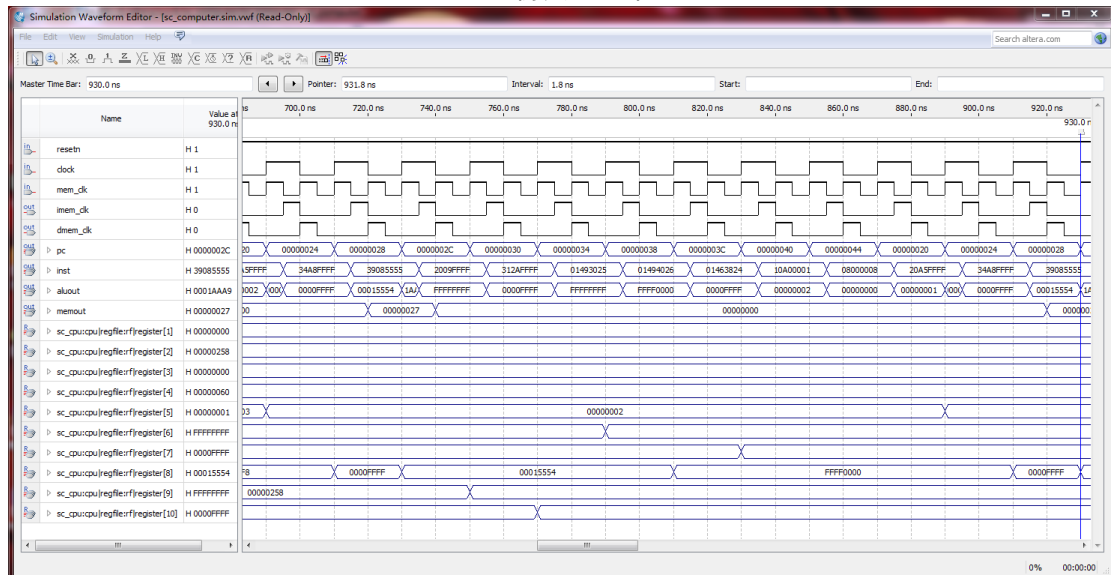 Simulation Waveform Editor - [sc_computer.sim.vwf (Read-Only)]
File Edit View Simulation Help Search altera.com
Master Time Bar: 930.0 ns Pointer: 931.8 ns Interval: 1.8 ns Start: End:
Name Value at 930.0 ns
700.0 ns 720.0 ns 740.0 ns 760.0 ns 780.0 ns 800.0 ns 820.0 ns 840.0 ns 860.0 ns 880.0 ns 900.0 ns 920.0 ns
930.0 n
resetn H 1
clock H 1
mem_clk H 1
imem_clk H 0
dmem_clk H 0
pc H 0000002C 20 00000024 00000028 0000002C 00000030 00000034 00000038 0000003C 00000040 00000044 00000020 00000024 00000028
inst H 39085555 A5FFFF 34A8FFFF 39085555 2009FFFF 312AFFFF 01493025 01494026 01463824 10A00001 08000008 20A5FFFF 34A8FFFF 39085555
aluout H 0001AAA9 0002 000 0000FFFF 00015554 1AA FFFFFFFF 0000FFFF FFFFFFFF FFFF0000 0000FFFF 00000002 00000000 00000001 000 0000FFFF 00015554 1A
memout H 00000027 00 00000027 00000000 00000
sc_cpu:cpu|regfile:rf|register[1] H 00000000
sc_cpu:cpu|regfile:rf|register[2] H 00000258
sc_cpu:cpu|regfile:rf|register[3] H 00000000
sc_cpu:cpu|regfile:rf|register[4] H 00000060
sc_cpu:cpu|regfile:rf|register[5] H 00000001 03 00000002
sc_cpu:cpu|regfile:rf|register[6] H FFFFFFFF
sc_cpu:cpu|regfile:rf|register[7] H 0000FFFF
sc_cpu:cpu|regfile:rf|register[8] H 00015554 F8 0000FFFF 00015554 FFFF0000 0000FFFF
sc_cpu:cpu|regfile:rf|register[9] H FFFFFFFF 00000258
sc_cpu:cpu|regfile:rf|register[10] H 0000FFFF
0% 00:00:00